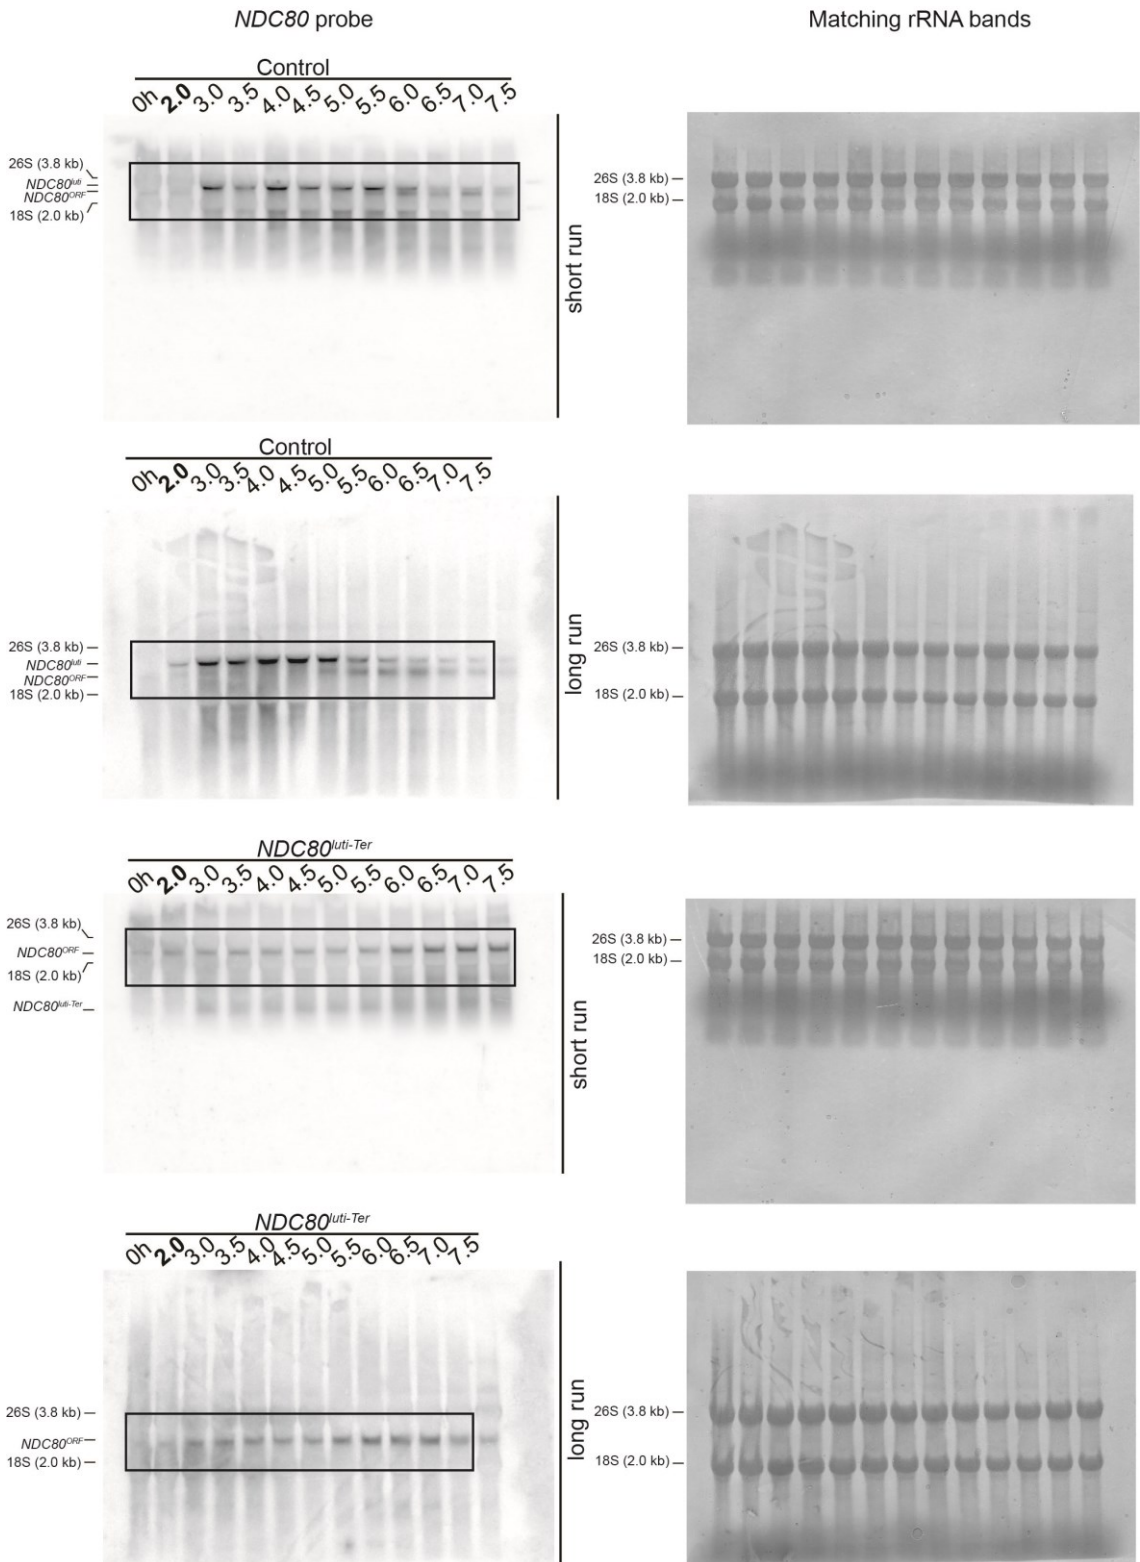 NDC80 probe
Matching rRNA bands
Control
0h 2.0 3.0 3.5 4.0 4.5 5.0 5.5 6.0 6.5 7.0 7.5
26S (3.8 kb)
NDC80luti
NDC80ORF
18S (2.0 kb)
short run
26S (3.8 kb)
18S (2.0 kb)
Control
0h 2.0 3.0 3.5 4.0 4.5 5.0 5.5 6.0 6.5 7.0 7.5
26S (3.8 kb)
NDC80luti
NDC80ORF
18S (2.0 kb)
long run
26S (3.8 kb)
18S (2.0 kb)
NDC80luti-Ter
0h 2.0 3.0 3.5 4.0 4.5 5.0 5.5 6.0 6.5 7.0 7.5
26S (3.8 kb)
NDC80ORF
18S (2.0 kb)
NDC80luti-Ter
short run
26S (3.8 kb)
18S (2.0 kb)
NDC80luti-Ter
0h 2.0 3.0 3.5 4.0 4.5 5.0 5.5 6.0 6.5 7.0 7.5
26S (3.8 kb)
NDC80ORF
18S (2.0 kb)
long run
26S (3.8 kb)
18S (2.0 kb)